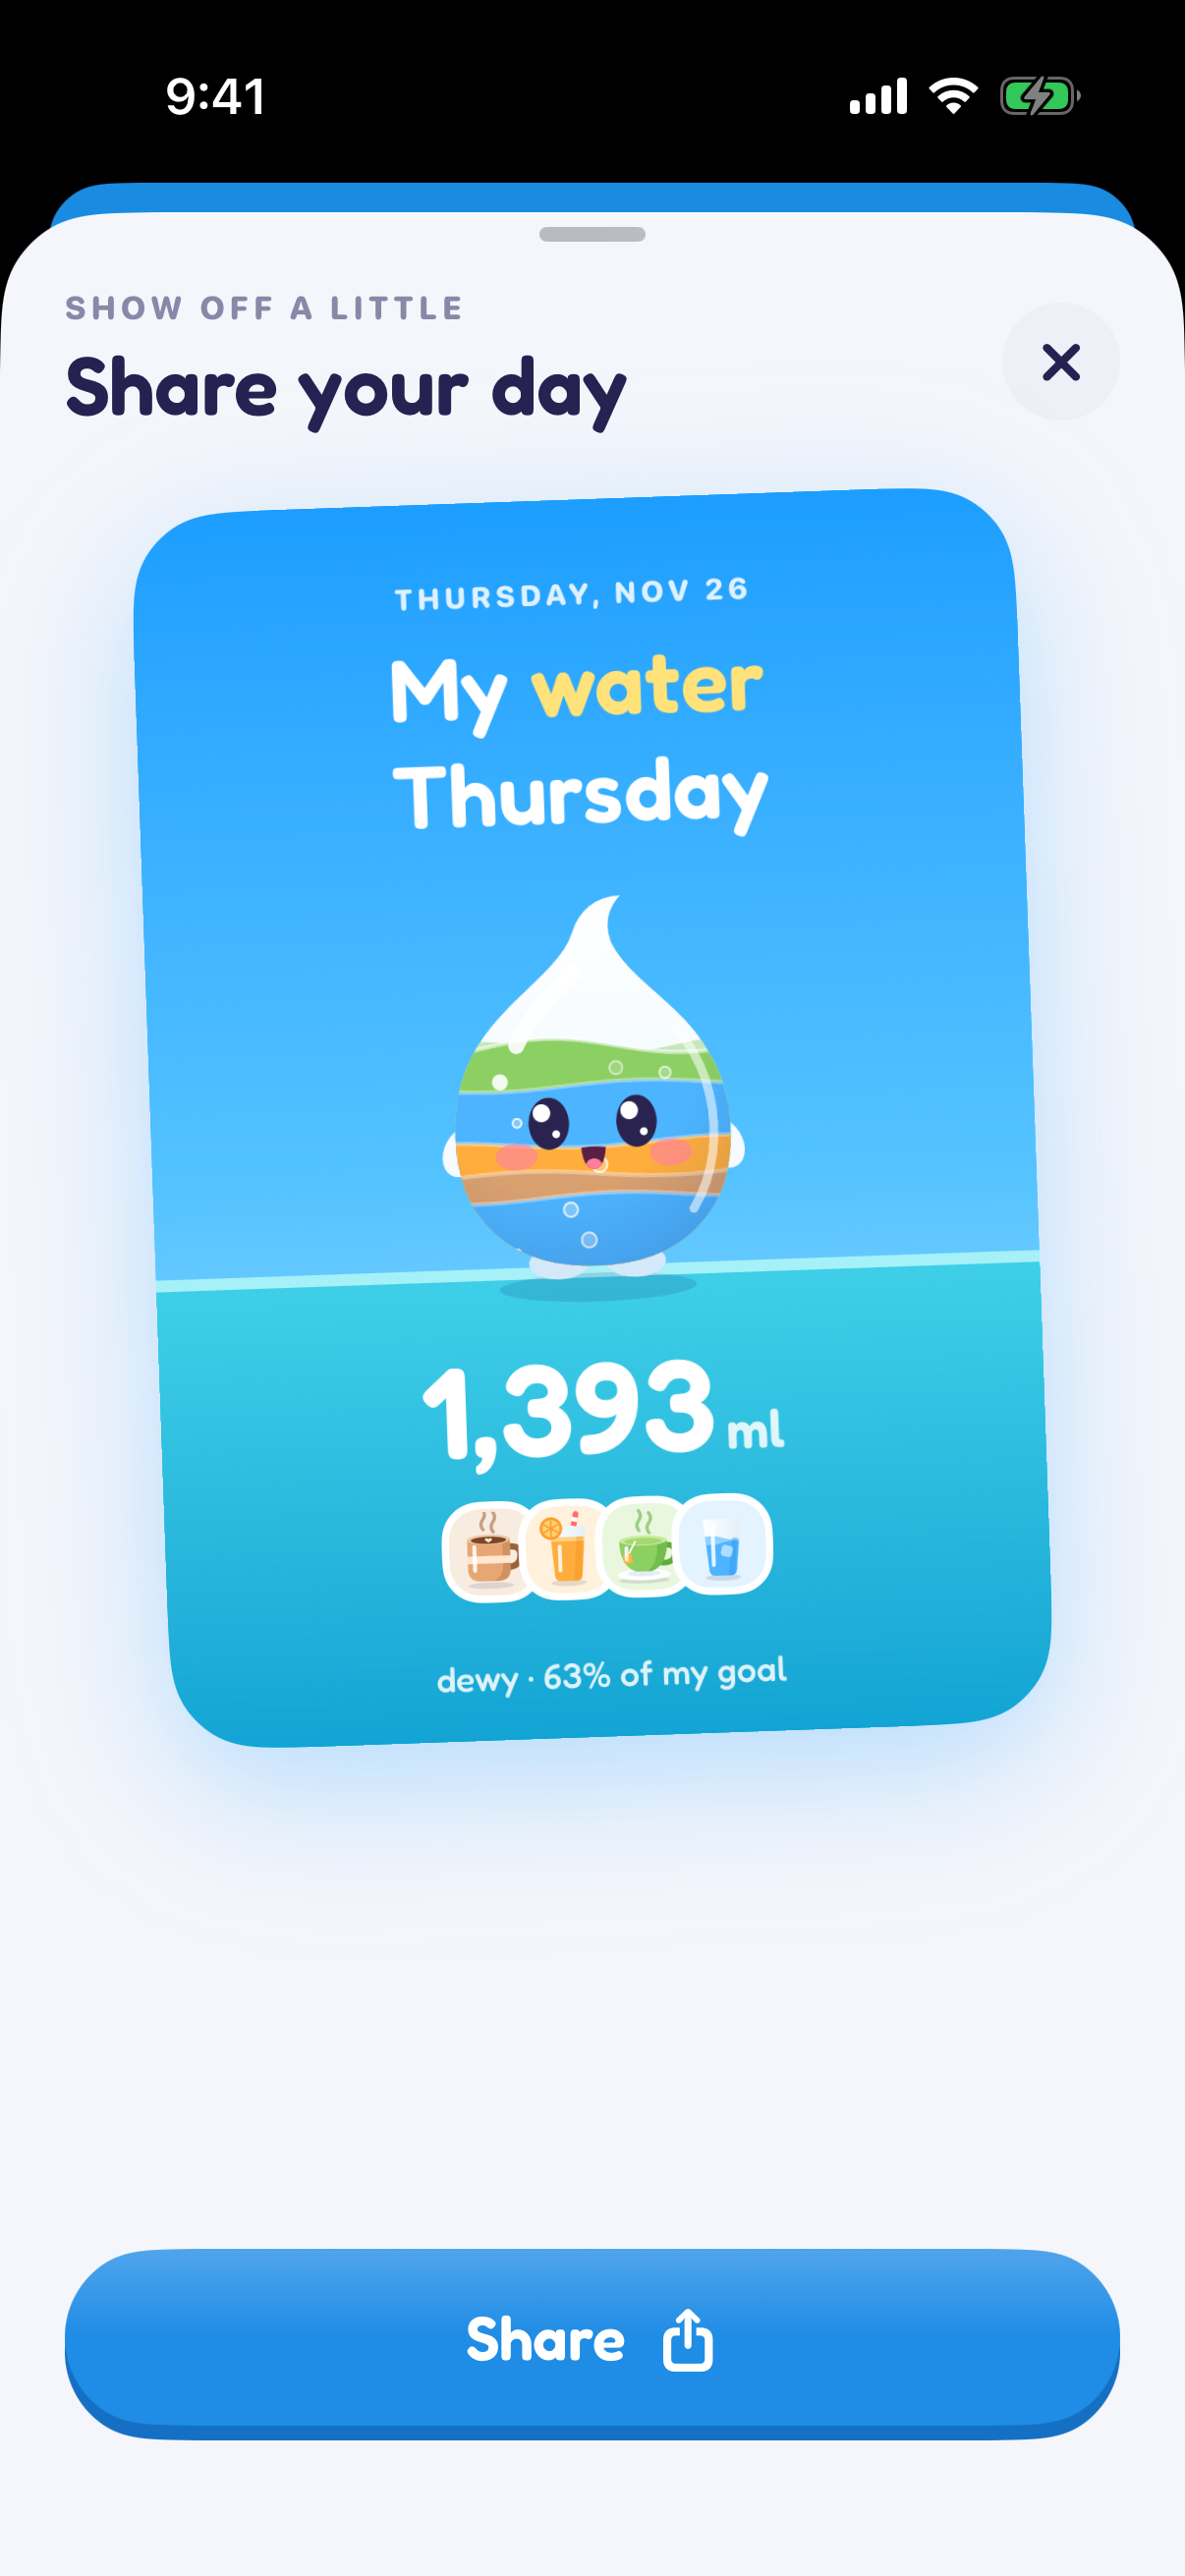 9:41
SHOW OFF A LITTLE
Share your day
THURSDAY, NOV 26
My water
Thursday
1,393 ml
dewy · 63% of my goal
Share